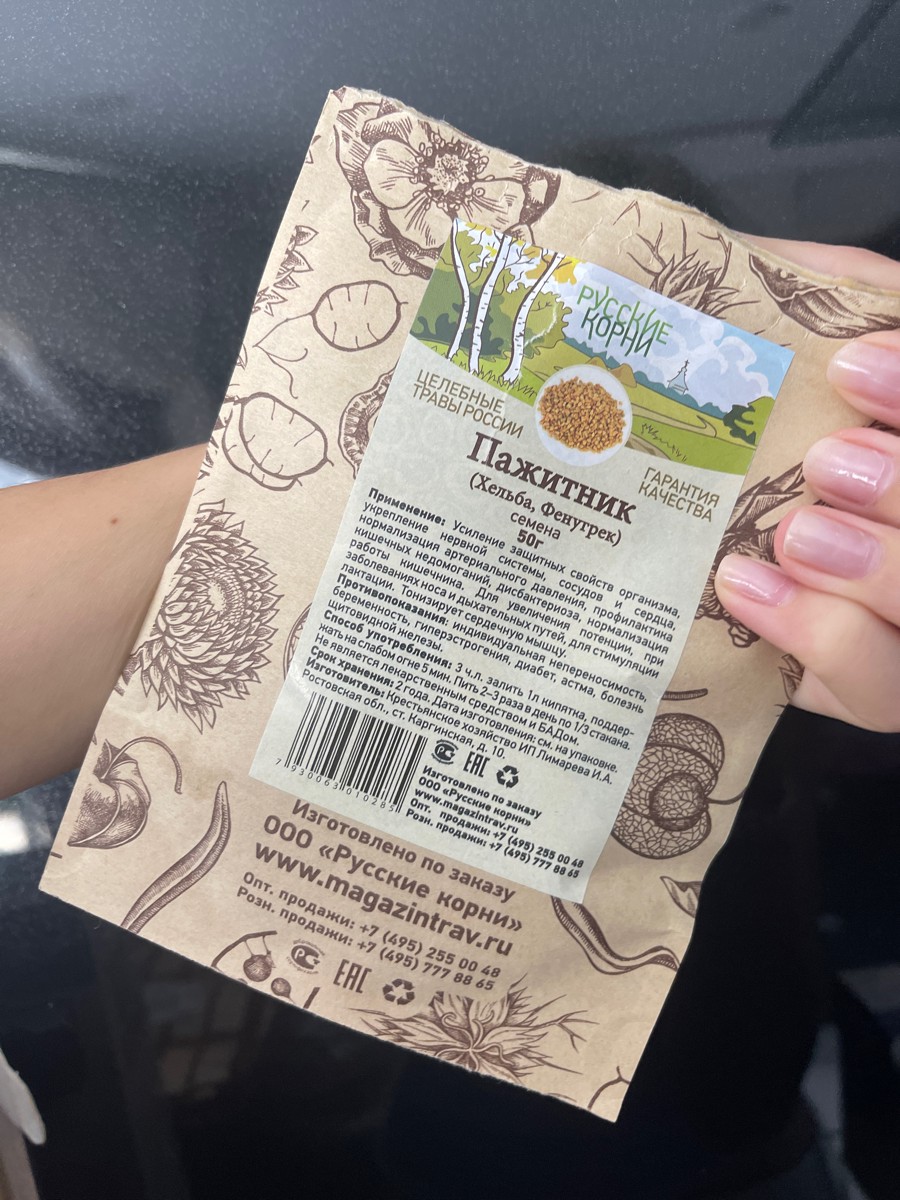 РУССКИЕ
КОРНИ
ЦЕЛЕБНЫЕ
ТРАВЫ РОССИИ
ГАРАНТИЯ
КАЧЕСТВА
Пажитник
(Хельба, Фенугрек)
семена
50г
Применение: Усиление защитных свойств организма,
укрепление нервной системы, сосудов и сердца,
нормализация артериального давления, профилактика
кишечных недомоганий, дисбактериоза, нормализация
работы кишечника. Для увеличения потенции, при
заболеваниях носа и дыхательных путей, для стимуляции
лактации. Тонизирует сердечную мышцу.
Противопоказания: индивидуальная непереносимость,
беременность, гиперэстрогения, диабет, астма, болезнь
щитовидной железы.
Способ употребления: 3 ч.л. залить 1л кипятка, поддер-
жать на слабом огне 5 мин. Пить 2–3 раза в день по 1/3 стакана.
Не является лекарственным средством и БАДом.
Срок хранения: 2 года. Дата изготовления: см. на упаковке.
Изготовитель: Крестьянское хозяйство ИП Лимарева И.А.
Ростовская обл., ст. Каргинская, д. 10
7 930063 010285
РС ЕАС
Изготовлено по заказу
ООО «Русские корни»
www.magazintrav.ru
Опт. продажи: +7 (495) 255 00 48
Розн. продажи: +7 (495) 777 88 65
Изготовлено по заказу
ООО «Русские корни»
www.magazintrav.ru
Опт. продажи: +7 (495) 255 00 48
Розн. продажи: +7 (495) 777 88 65
РС ЕАС